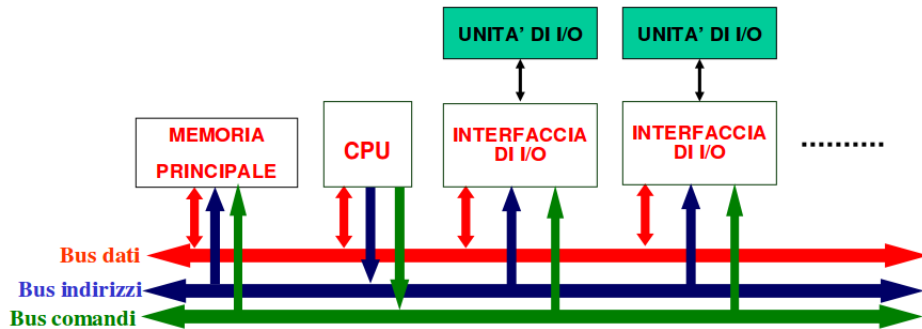 UNITA' DI I/O
UNITA' DI I/O
MEMORIA
PRINCIPALE
CPU
INTERFACCIA
DI I/O
INTERFACCIA
DI I/O
..........
Bus dati
Bus indirizzi
Bus comandi